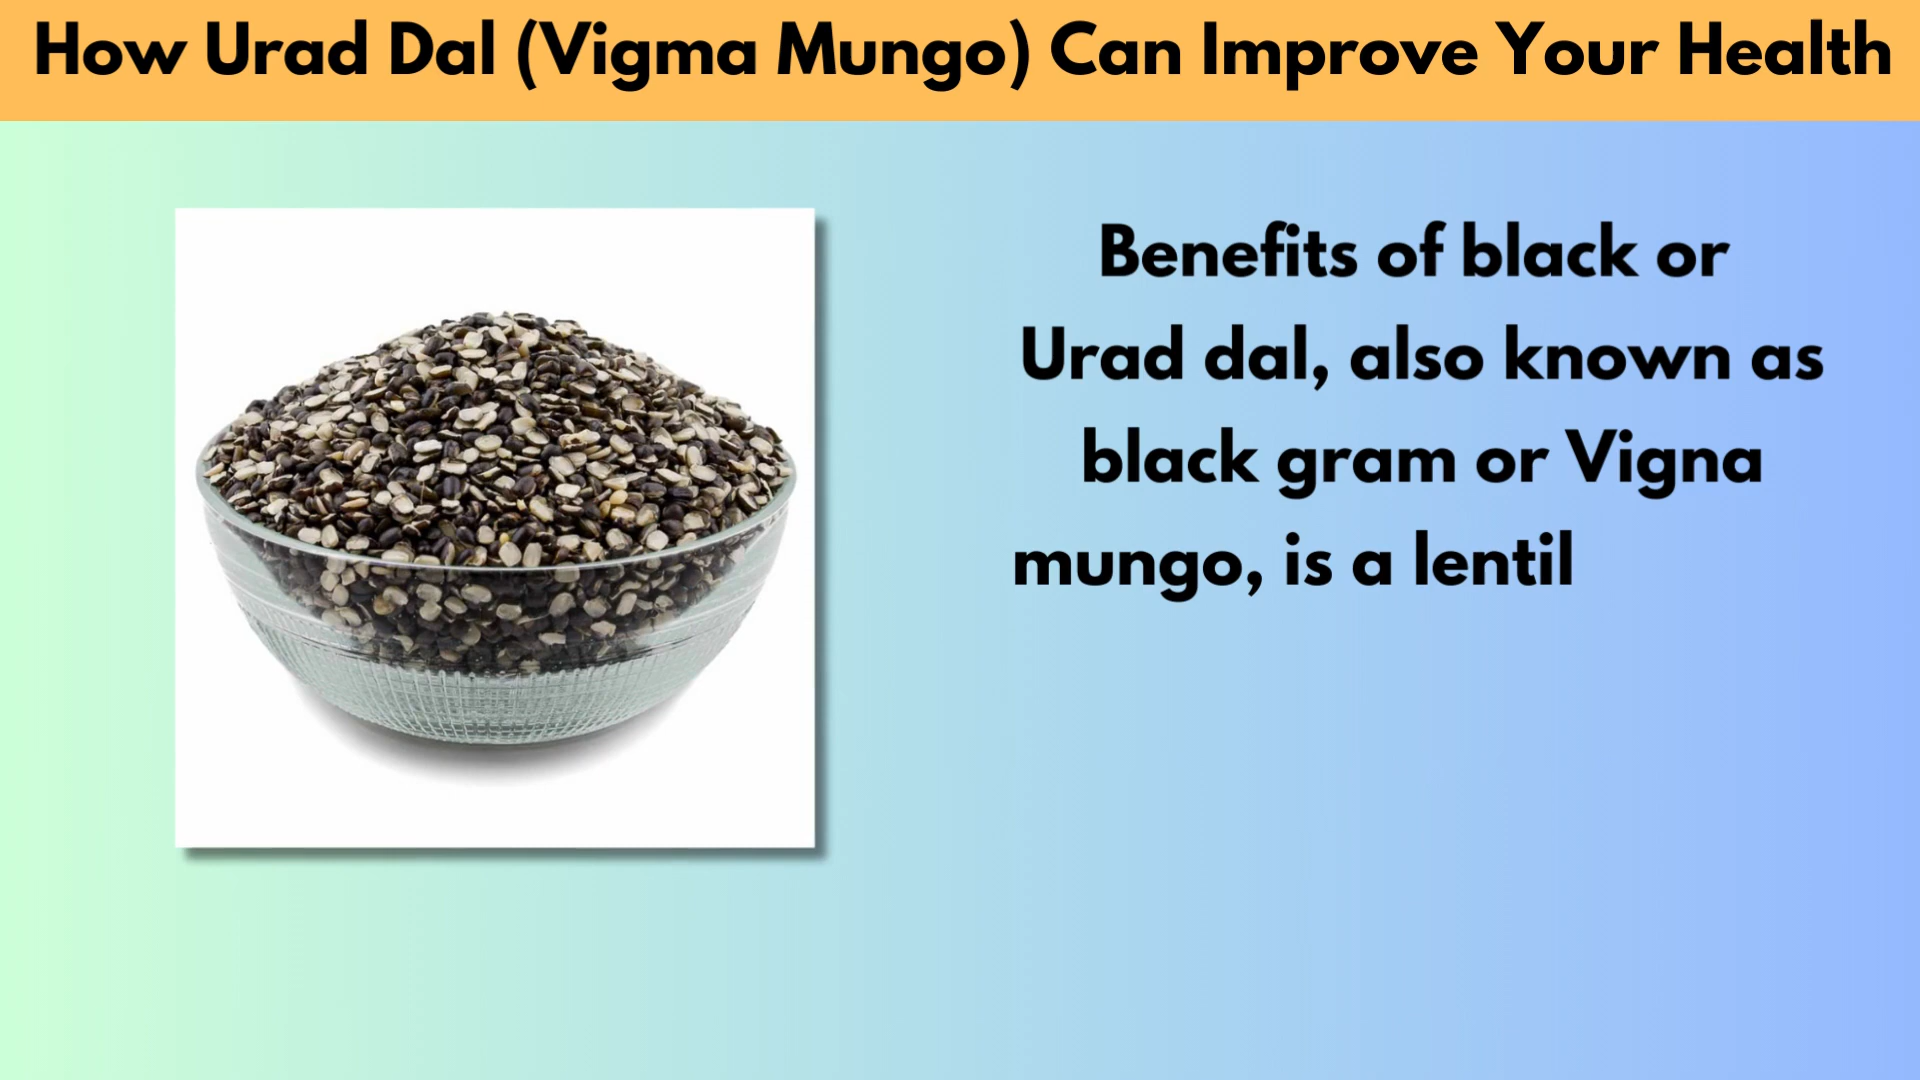 How Urad Dal (Vigma Mungo) Can Improve Your Health
Benefits of black or
Urad dal, also known as
black gram or Vigna
mungo, is a lentil